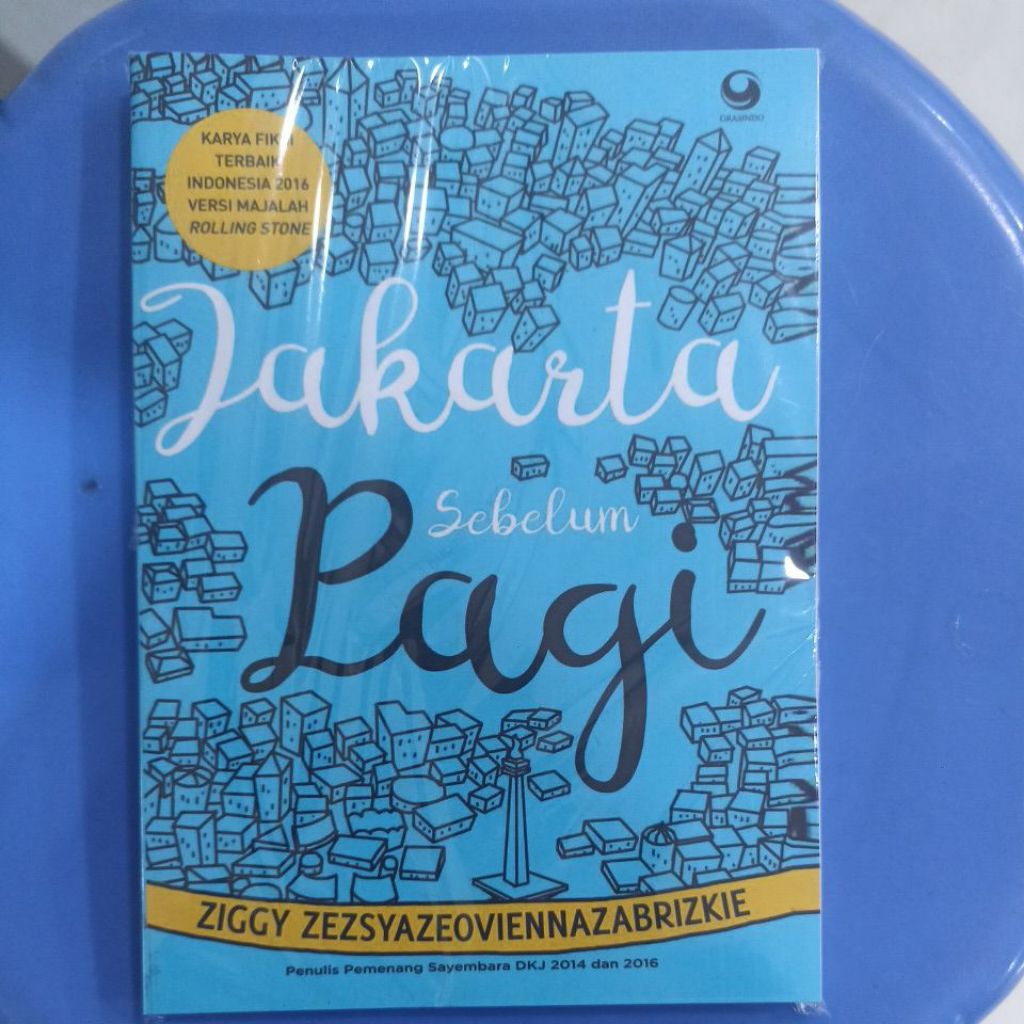 GRASINDO
KARYA FIKSI
TERBAIK
INDONESIA 2016
VERSI MAJALAH
ROLLING STONE
Jakarta
Sebelum
Pagi
ZIGGY ZEZSYAZEOVIENNAZABRIZKIE
Penulis Pemenang Sayembara DKJ 2014 dan 2016